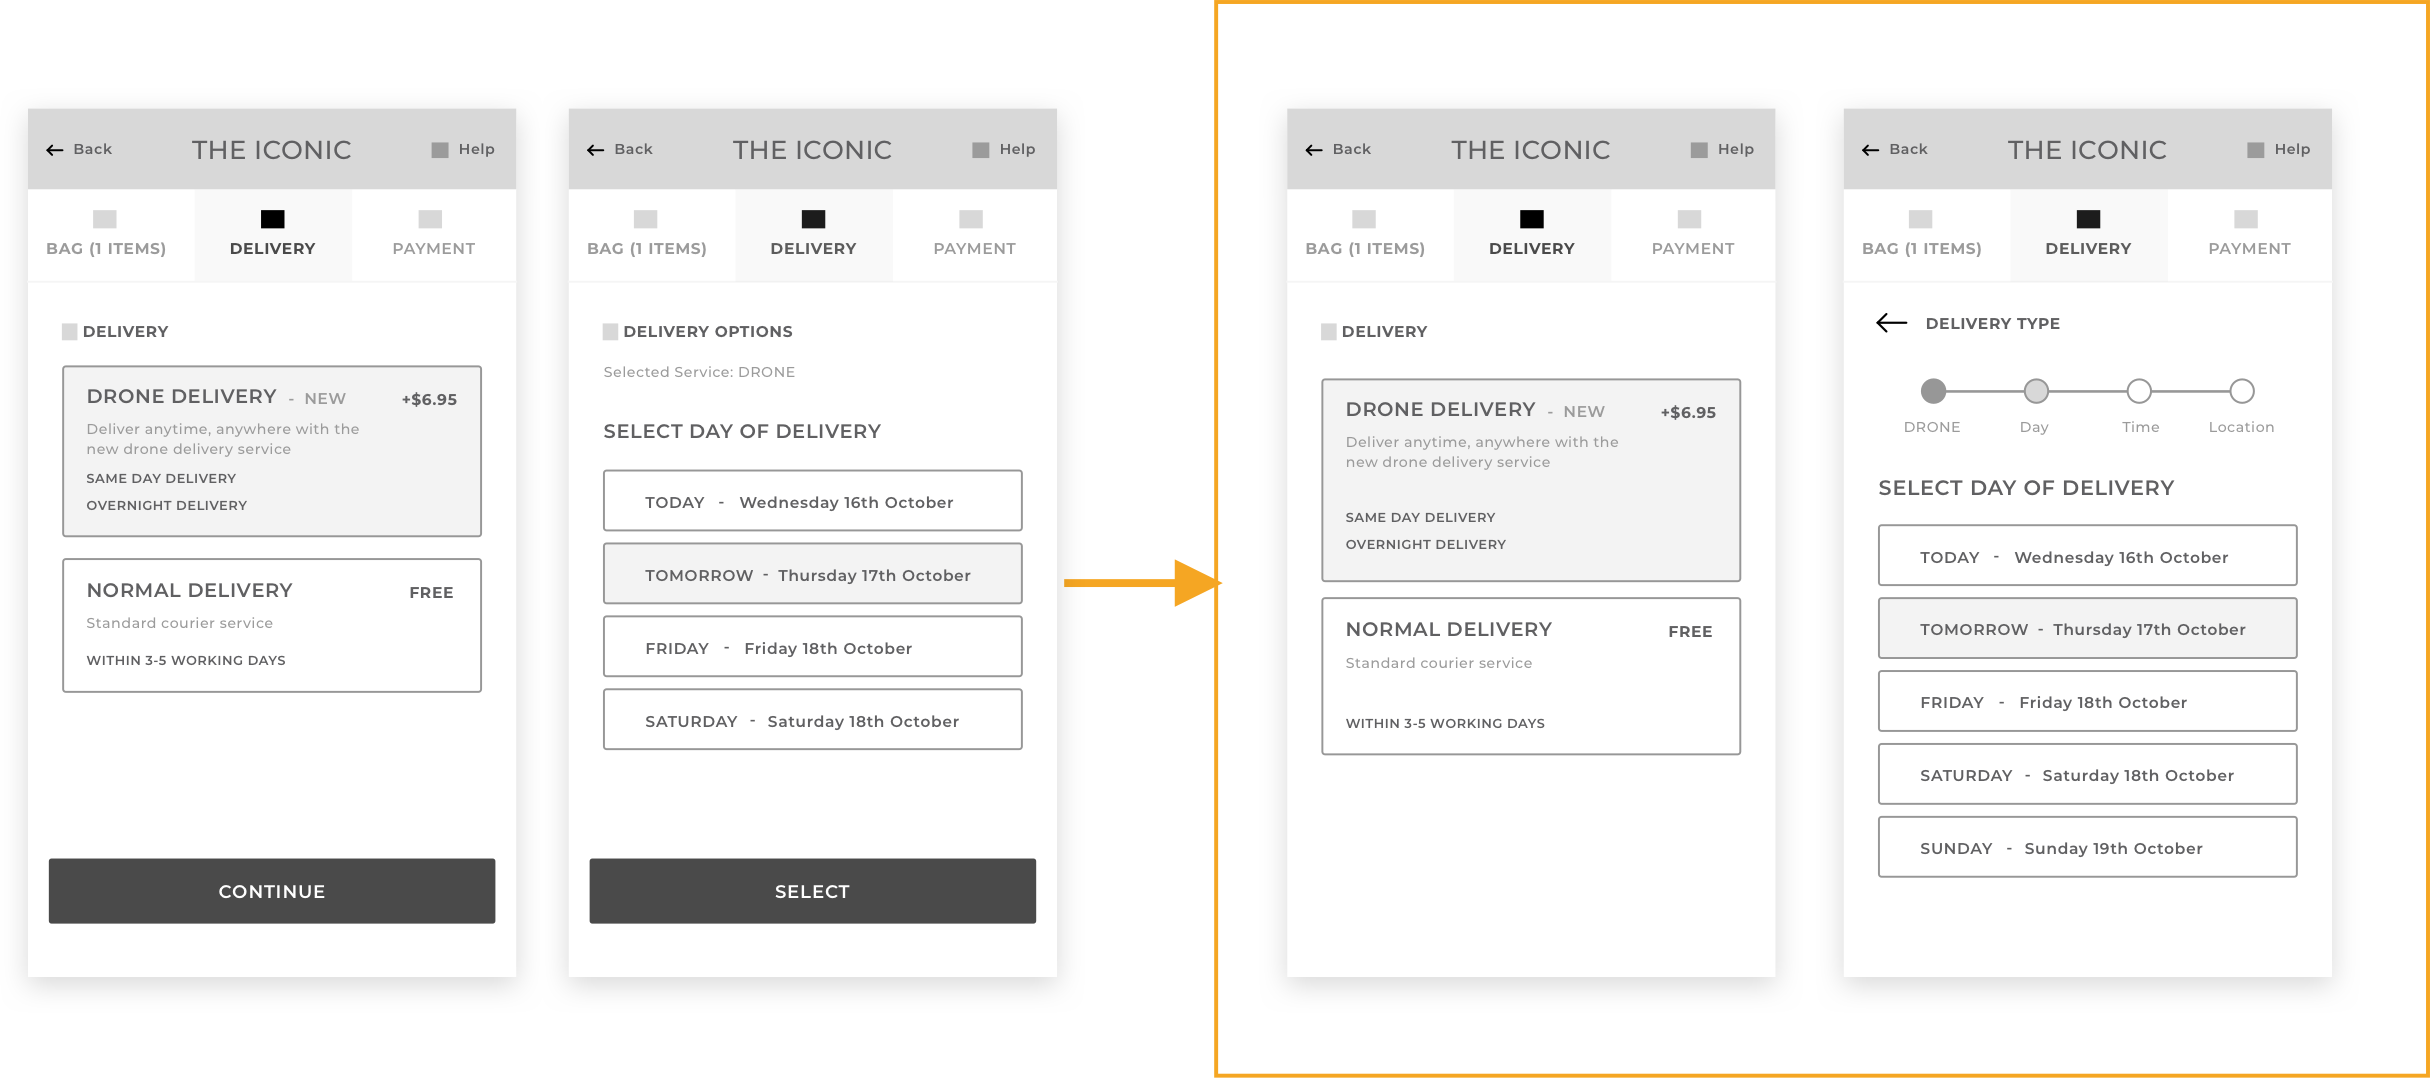 Back THE ICONIC Help
BAG (1 ITEMS) DELIVERY PAYMENT
DELIVERY
DRONE DELIVERY - NEW +$6.95
Deliver anytime, anywhere with the
new drone delivery service
SAME DAY DELIVERY
OVERNIGHT DELIVERY
NORMAL DELIVERY FREE
Standard courier service
WITHIN 3-5 WORKING DAYS
CONTINUE
Back THE ICONIC Help
BAG (1 ITEMS) DELIVERY PAYMENT
DELIVERY OPTIONS
Selected Service: DRONE
SELECT DAY OF DELIVERY
TODAY - Wednesday 16th October
TOMORROW - Thursday 17th October
FRIDAY - Friday 18th October
SATURDAY - Saturday 18th October
SELECT
Back THE ICONIC Help
BAG (1 ITEMS) DELIVERY PAYMENT
DELIVERY
DRONE DELIVERY - NEW +$6.95
Deliver anytime, anywhere with the
new drone delivery service
SAME DAY DELIVERY
OVERNIGHT DELIVERY
NORMAL DELIVERY FREE
Standard courier service
WITHIN 3-5 WORKING DAYS
Back THE ICONIC Help
BAG (1 ITEMS) DELIVERY PAYMENT
DELIVERY TYPE
DRONE Day Time Location
SELECT DAY OF DELIVERY
TODAY - Wednesday 16th October
TOMORROW - Thursday 17th October
FRIDAY - Friday 18th October
SATURDAY - Saturday 18th October
SUNDAY - Sunday 19th October